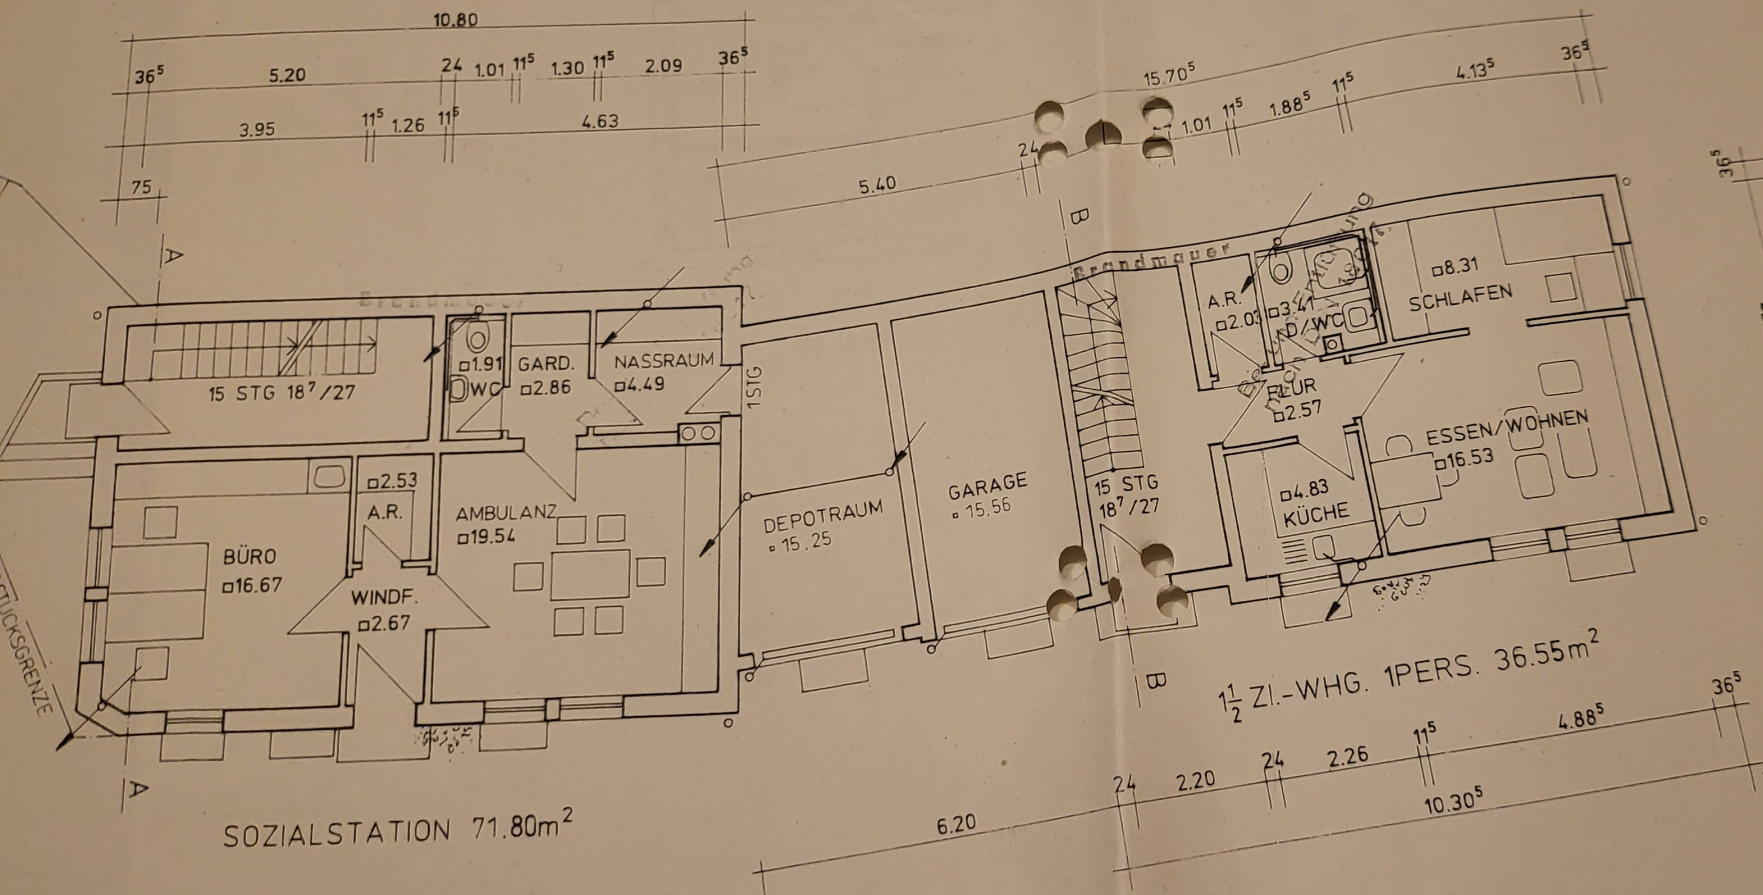 10.80
36⁵ 5.20 24 1.01 11⁵ 1.30 11⁵ 2.09 36⁵
3.95 11⁵ 1.26 11⁵ 4.63
75
15.70⁵
24 1.01 11⁵ 1.88⁵ 11⁵ 4.13⁵ 36⁵
5.40
36⁵
A
B
Brandmauer
Brandmauer
15 STG 18⁷/27
□1.91
WC
GARD.
□2.86
NASSRAUM
□4.49
1STG
□2.53
A.R.
BÜRO
□16.67
WINDF.
□2.67
AMBULANZ
□19.54
DEPOTRAUM
□15.25
GARAGE
□15.56
15 STG
18⁷/27
A.R.
□2.03
□3.41
D/WC
□8.31
SCHLAFEN
FLUR
□2.57
ESSEN/WOHNEN
□16.53
□4.83
KÜCHE
A
B
SOZIALSTATION 71.80m²
1½ ZI.-WHG. 1PERS. 36.55m²
6.20 24 2.20 24 2.26 11⁵ 4.88⁵ 36⁵
10.30⁵